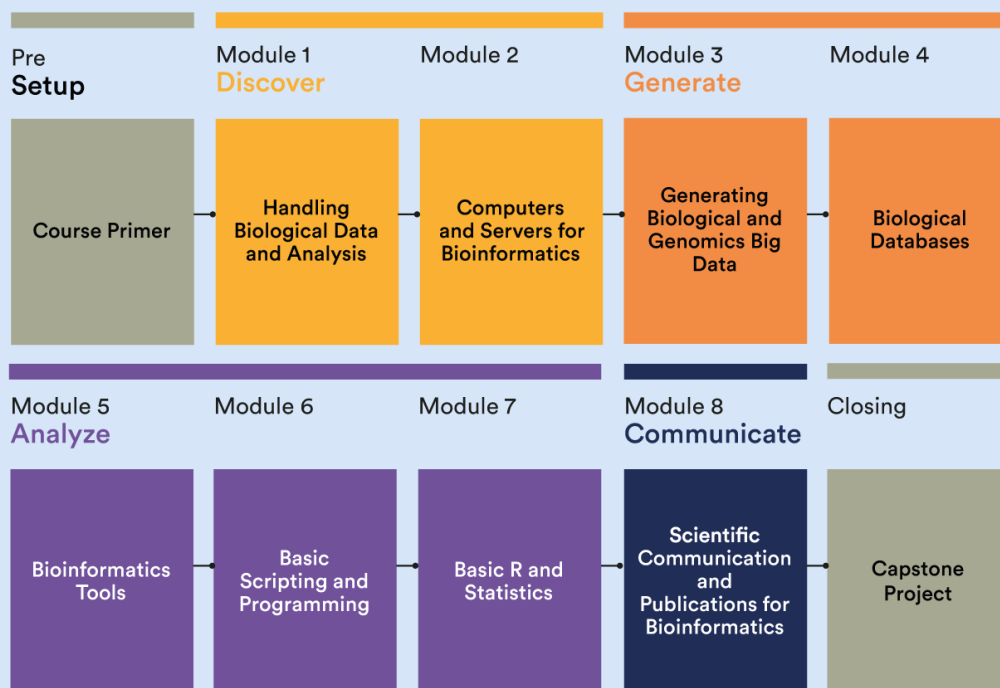 Pre
Setup
Module 1
Discover
Module 2
Module 3
Generate
Module 4
Course Primer
Handling
Biological Data
and Analysis
Computers
and Servers for
Bioinformatics
Generating
Biological and
Genomics Big
Data
Biological
Databases
Module 5
Analyze
Module 6
Module 7
Module 8
Communicate
Closing
Bioinformatics
Tools
Basic
Scripting and
Programming
Basic R and
Statistics
Scientific
Communication
and
Publications for
Bioinformatics
Capstone
Project